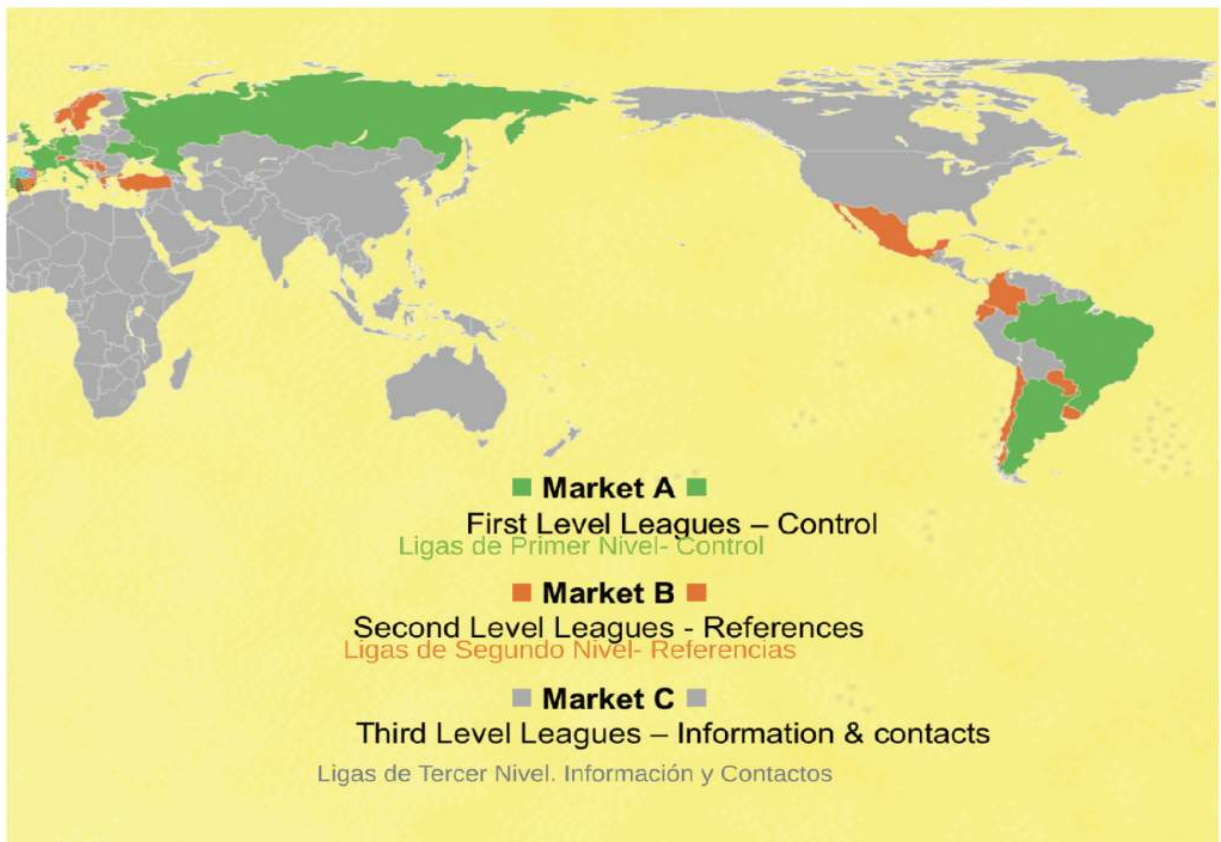 Market A
First Level Leagues – Control
Ligas de Primer Nivel- Control
Market B
Second Level Leagues - References
Ligas de Segundo Nivel- Referencias
Market C
Third Level Leagues – Information & contacts
Ligas de Tercer Nivel. Información y Contactos